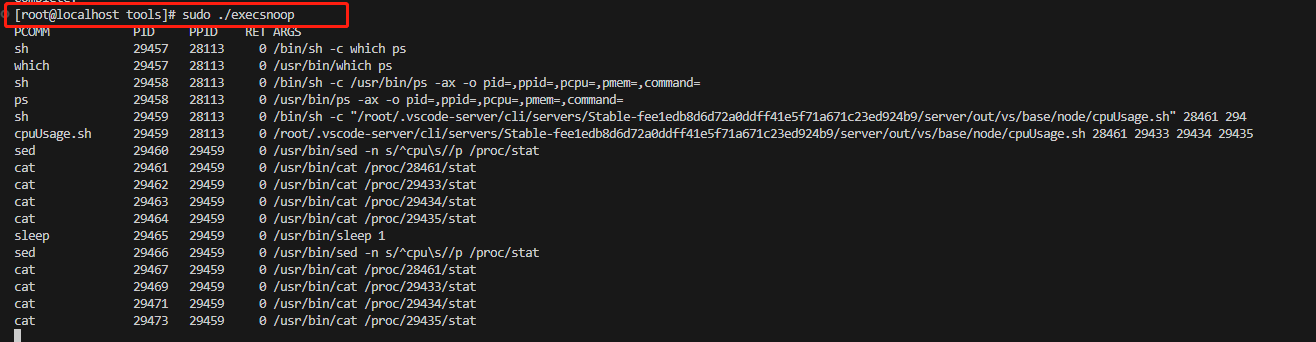 complete!
[root@localhost tools]# sudo ./execsnoop
PCOMM PID PPID RET ARGS
sh 29457 28113 0 /bin/sh -c which ps
which 29457 28113 0 /usr/bin/which ps
sh 29458 28113 0 /bin/sh -c /usr/bin/ps -ax -o pid=,ppid=,pcpu=,pmem=,command=
ps 29458 28113 0 /usr/bin/ps -ax -o pid=,ppid=,pcpu=,pmem=,command=
sh 29459 28113 0 /bin/sh -c "/root/.vscode-server/cli/servers/Stable-fee1edb8d6d72a0ddff41e5f71a671c23ed924b9/server/out/vs/base/node/cpuUsage.sh" 28461 294
cpuUsage.sh 29459 28113 0 /root/.vscode-server/cli/servers/Stable-fee1edb8d6d72a0ddff41e5f71a671c23ed924b9/server/out/vs/base/node/cpuUsage.sh 28461 29433 29434 29435
sed 29460 29459 0 /usr/bin/sed -n s/^cpu\s//p /proc/stat
cat 29461 29459 0 /usr/bin/cat /proc/28461/stat
cat 29462 29459 0 /usr/bin/cat /proc/29433/stat
cat 29463 29459 0 /usr/bin/cat /proc/29434/stat
cat 29464 29459 0 /usr/bin/cat /proc/29435/stat
sleep 29465 29459 0 /usr/bin/sleep 1
sed 29466 29459 0 /usr/bin/sed -n s/^cpu\s//p /proc/stat
cat 29467 29459 0 /usr/bin/cat /proc/28461/stat
cat 29469 29459 0 /usr/bin/cat /proc/29433/stat
cat 29471 29459 0 /usr/bin/cat /proc/29434/stat
cat 29473 29459 0 /usr/bin/cat /proc/29435/stat